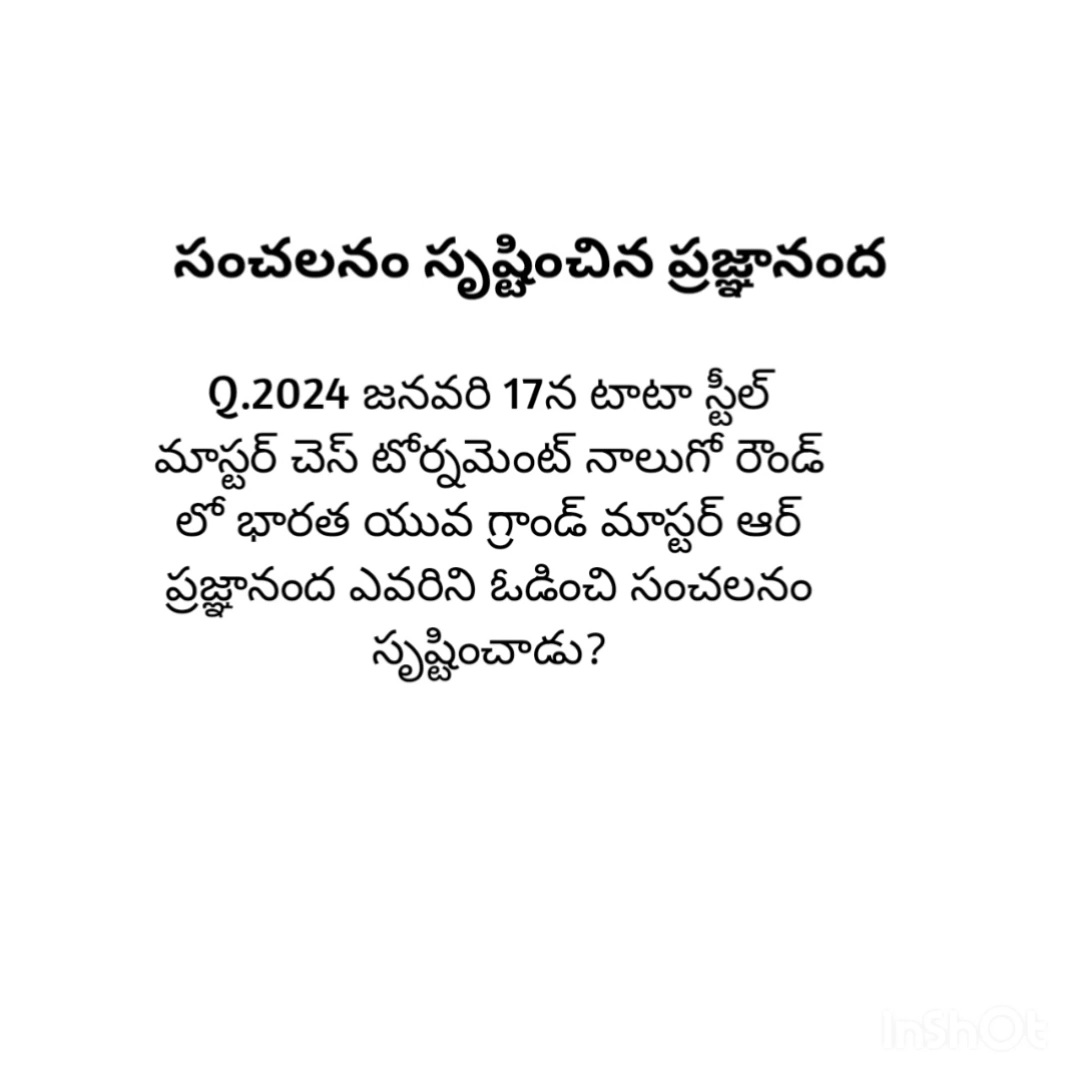 సంచలనం సృష్టించిన ప్రజ్ఞానంద
Q.2024 జనవరి 17న టాటా స్టీల్
మాస్టర్ చెస్ టోర్నమెంట్ నాలుగో రౌండ్
లో భారత యువ గ్రాండ్ మాస్టర్ ఆర్
ప్రజ్ఞానంద ఎవరిని ఓడించి సంచలనం
సృష్టించాడు?
InShOt